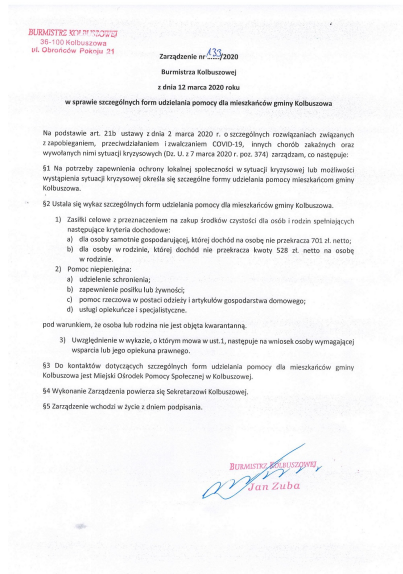 BURMISTRZ KOLBUSZOWEJ
36-100 Kolbuszowa
ul. Obrońców Pokoju 21
Zarządzenie nr 133/2020
Burmistrza Kolbuszowej
z dnia 12 marca 2020 roku
w sprawie szczególnych form udzielania pomocy dla mieszkańców gminy Kolbuszowa
Na podstawie art. 21b ustawy z dnia 2 marca 2020 r. o szczególnych rozwiązaniach związanych
z zapobieganiem, przeciwdziałaniem i zwalczaniem COVID-19, innych chorób zakaźnych oraz
wywołanych nimi sytuacji kryzysowych (Dz. U. z 7 marca 2020 r. poz. 374) zarządzam, co następuje:
§1 Na potrzeby zapewnienia ochrony lokalnej społeczności w sytuacji kryzysowej lub możliwości
wystąpienia sytuacji kryzysowej określa się szczególne formy udzielania pomocy mieszkańcom gminy
Kolbuszowa.
§2 Ustala się wykaz szczególnym form udzielania pomocy dla mieszkańców gminy Kolbuszowa.
1) Zasiłki celowe z przeznaczeniem na zakup środków czystości dla osób i rodzin spełniających
następujące kryteria dochodowe:
a) dla osoby samotnie gospodarującej, której dochód na osobę nie przekracza 701 zł. netto;
b) dla osoby w rodzinie, której dochód nie przekracza kwoty 528 zł. netto na osobę
w rodzinie.
2) Pomoc niepieniężna:
a) udzielenie schronienia;
b) zapewnienie posiłku lub żywności;
c) pomoc rzeczowa w postaci odzieży i artykułów gospodarstwa domowego;
d) usługi opiekuńcze i specjalistyczne.
pod warunkiem, że osoba lub rodzina nie jest objęta kwarantanną.
3) Uwzględnienie w wykazie, o którym mowa w ust.1, następuje na wniosek osoby wymagającej
wsparcia lub jego opiekuna prawnego.
§3 Do kontaktów dotyczących szczególnych form udzielania pomocy dla mieszkańców gminy
Kolbuszowa jest Miejski Ośrodek Pomocy Społecznej w Kolbuszowej.
§4 Wykonanie Zarządzenia powierza się Sekretarzowi Kolbuszowej.
§5 Zarządzenie wchodzi w życie z dniem podpisania.
BURMISTRZ KOLBUSZOWEJ
Jan Zuba